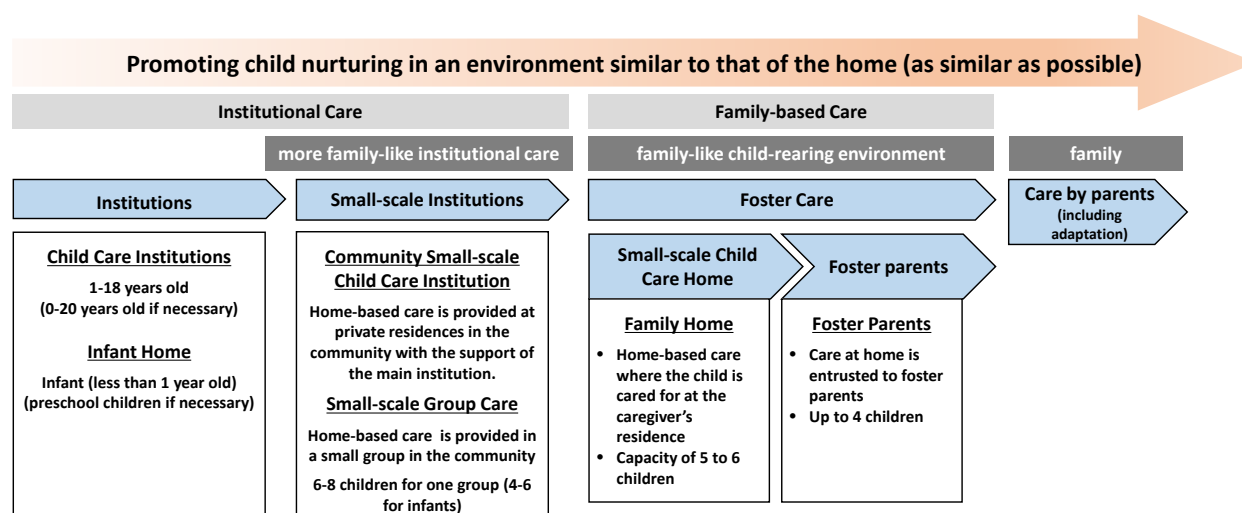 Promoting child nurturing in an environment similar to that of the home (as similar as possible)
Institutional Care
Family-based Care
more family-like institutional care
family-like child-rearing environment
family
Institutions
Small-scale Institutions
Foster Care
Care by parents
(including
adaptation)
Child Care Institutions
1-18 years old
(0-20 years old if necessary)
Infant Home
Infant (less than 1 year old)
(preschool children if necessary)
Community Small-scale
Child Care Institution
Home-based care is provided at
private residences in the
community with the support of
the main institution.
Small-scale Group Care
Home-based care is provided in
a small group in the community
6-8 children for one group (4-6
for infants)
Small-scale Child
Care Home
Family Home
• Home-based care
where the child is
cared for at the
caregiver's
residence
• Capacity of 5 to 6
children
Foster parents
Foster Parents
• Care at home is
entrusted to foster
parents
• Up to 4 children